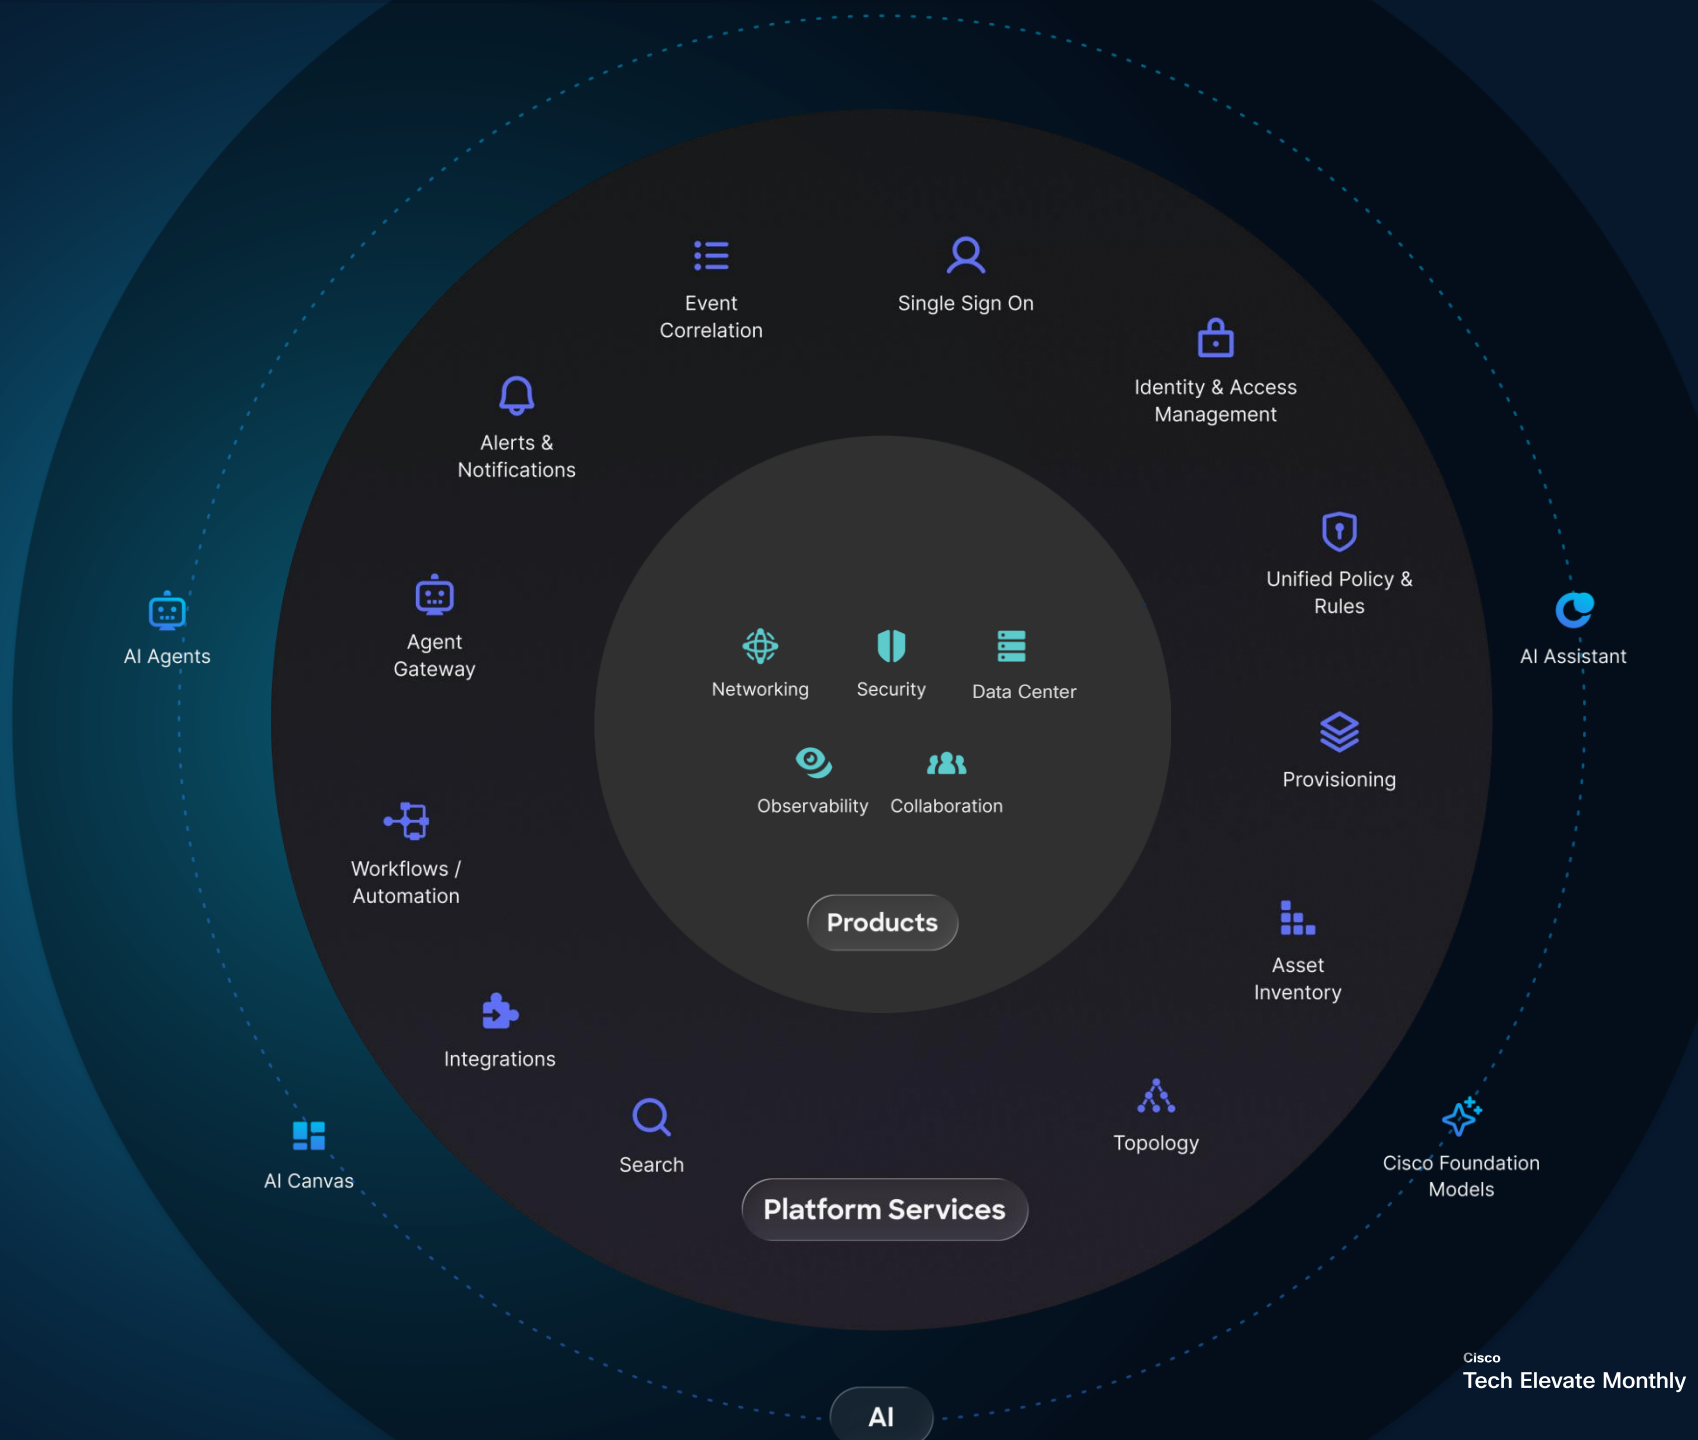 Event
Correlation
Single Sign On
Identity & Access
Management
Alerts &
Notifications
Unified Policy &
Rules
AI Agents
Agent
Gateway
Networking
Security
Data Center
AI Assistant
Observability
Collaboration
Provisioning
Workflows /
Automation
Products
Asset
Inventory
Integrations
Search
Topology
AI Canvas
Cisco Foundation
Models
Platform Services
Cisco
Tech Elevate Monthly
AI